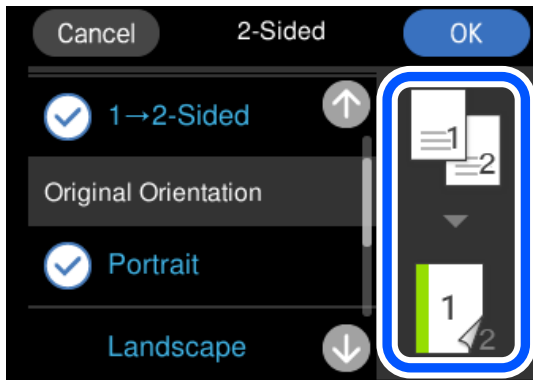 Cancel 2-Sided OK
1→2-Sided
Original Orientation
Portrait
Landscape
1
2
1
2